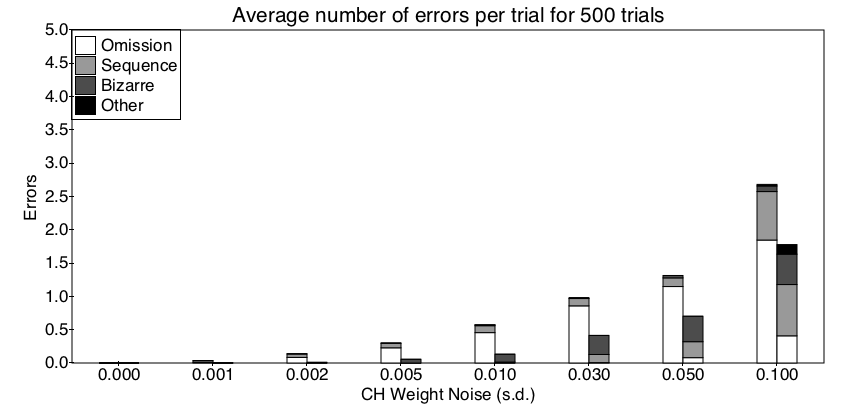 Average number of errors per trial for 500 trials
5.0
4.5
4.0
3.5
3.0
2.5
2.0
1.5
1.0
0.5
0.0
Errors
Omission
Sequence
Bizarre
Other
0.000 0.001 0.002 0.005 0.010 0.030 0.050 0.100
CH Weight Noise (s.d.)